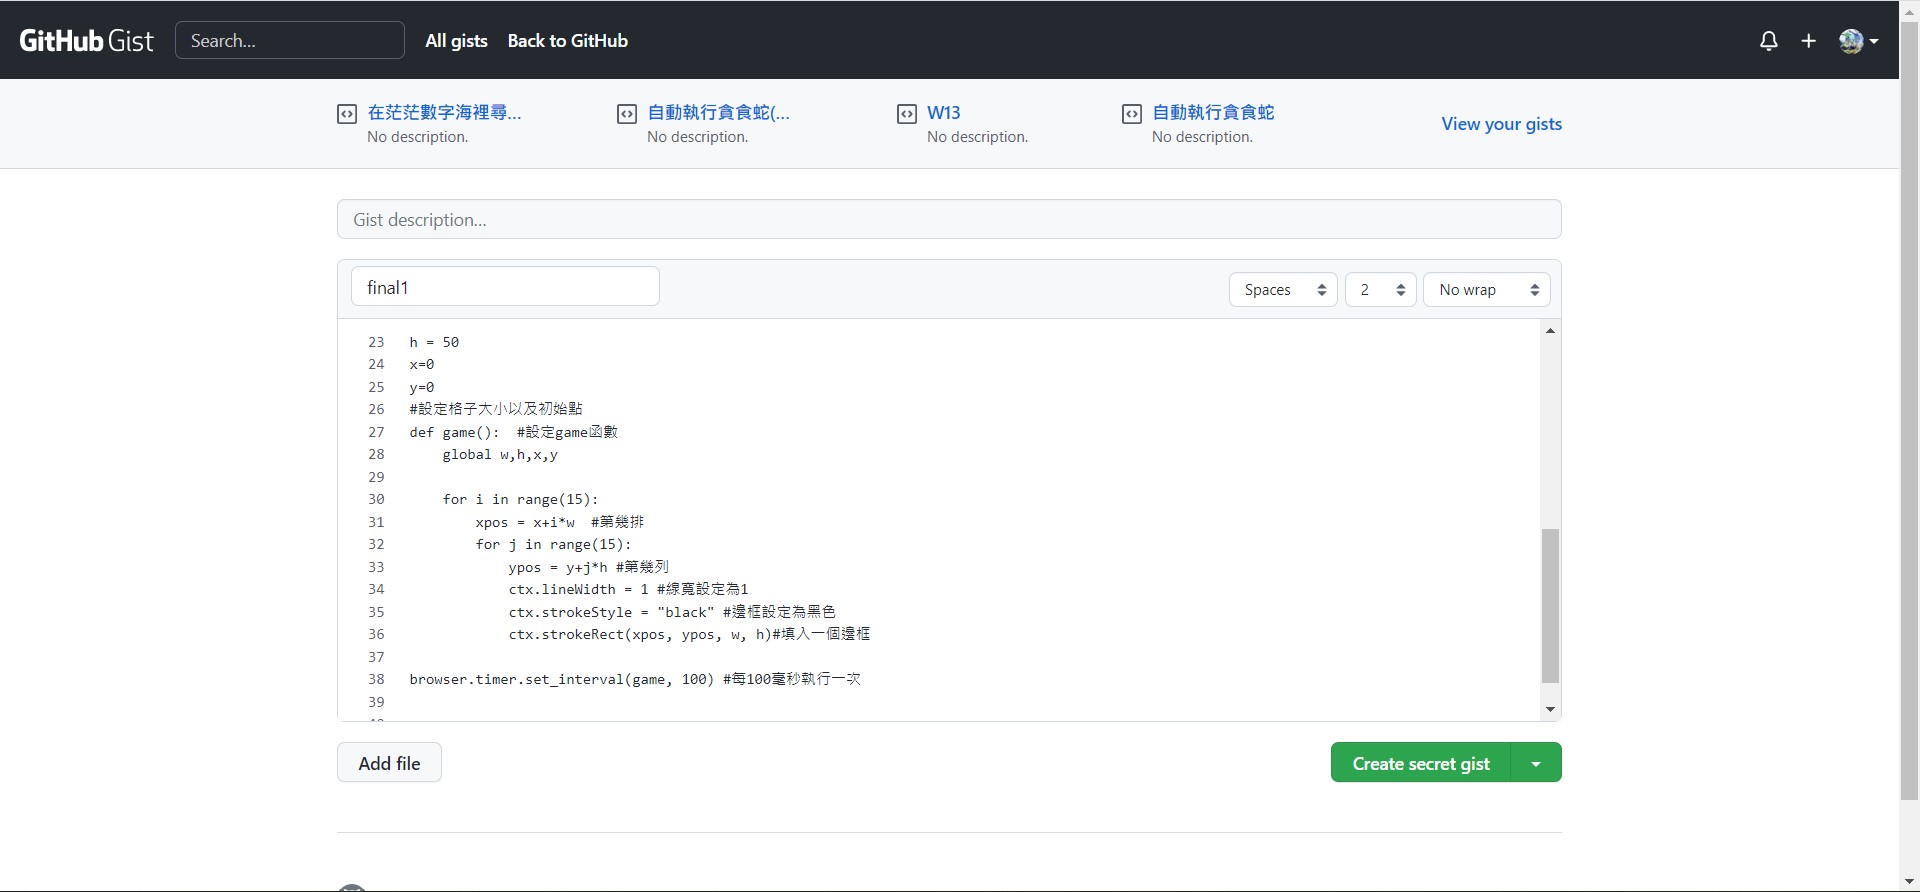 GitHub Gist
Search...
All gists
Back to GitHub
在茫茫數字海裡尋...
No description.
自動執行貪食蛇(...
No description.
W13
No description.
自動執行貪食蛇
No description.
View your gists
Gist description...
final1
Spaces
2
No wrap
23 h = 50
24 x=0
25 y=0
26 #設定格子大小以及初始點
27 def game():  #設定game函數
28     global w,h,x,y
29
30     for i in range(15):
31         xpos = x+i*w  #第幾排
32         for j in range(15):
33             ypos = y+j*h #第幾列
34             ctx.lineWidth = 1 #線寬設定為1
35             ctx.strokeStyle = "black" #邊框設定為黑色
36             ctx.strokeRect(xpos, ypos, w, h)#填入一個邊框
37
38 browser.timer.set_interval(game, 100) #每100毫秒執行一次
39
Add file
Create secret gist